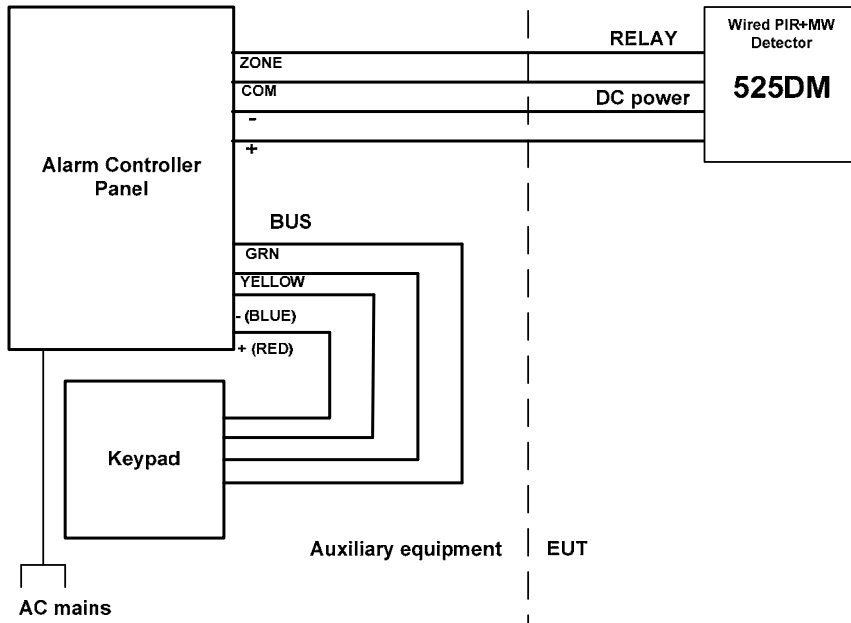 Wired PIR+MW
Detector
525DM
RELAY
ZONE
COM
DC power
-
+
Alarm Controller
Panel
BUS
GRN
YELLOW
- (BLUE)
+ (RED)
Keypad
Auxiliary equipment
EUT
AC mains